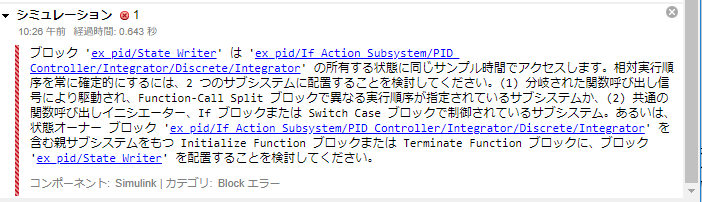 シミュレーション 1
10:26 午前 経過時間: 0.643 秒
ブロック 'ex_pid/State Writer' は 'ex_pid/If Action Subsystem/PID
Controller/Integrator/Discrete/Integrator' の所有する状態に同じサンプル時間でアクセスします。相対実行順
序を常に確定的にするには、2 つのサブシステムに配置することを検討してください。(1) 分岐された関数呼び出し信
号により駆動され、Function-Call Split ブロックで異なる実行順序が指定されているサブシステムか、(2) 共通の
関数呼び出しイニシエーター、If ブロックまたは Switch Case ブロックで制御されているサブシステム。あるいは、
状態オーナー ブロック 'ex_pid/If Action Subsystem/PID Controller/Integrator/Discrete/Integrator' を
含む親サブシステムをもつ Initialize Function ブロックまたは Terminate Function ブロックに、ブロック
'ex_pid/State Writer' を配置することを検討してください。
コンポーネント: Simulink | カテゴリ: Block エラー